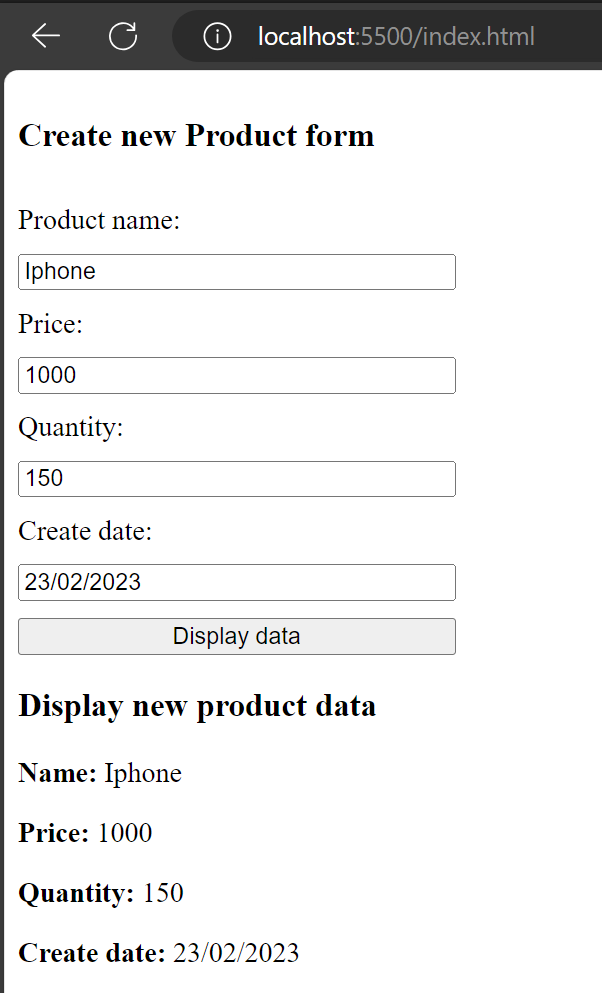 localhost:5500/index.html
Create new Product form
Product name:
Iphone
Price:
1000
Quantity:
150
Create date:
23/02/2023
Display data
Display new product data
Name: Iphone
Price: 1000
Quantity: 150
Create date: 23/02/2023